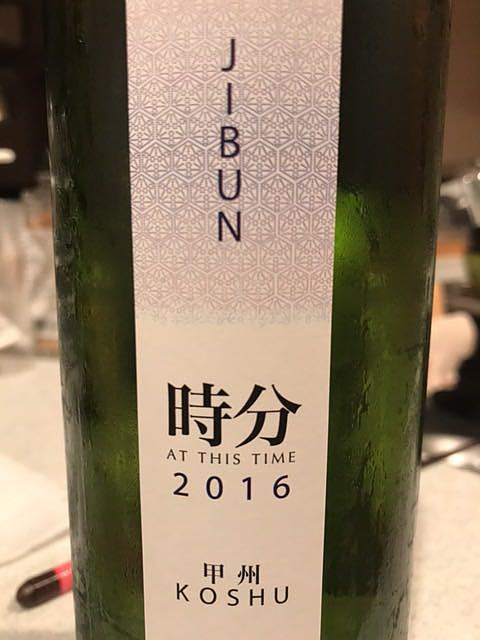 JIBUN
時分
AT THIS TIME
2016
甲州
KOSHU